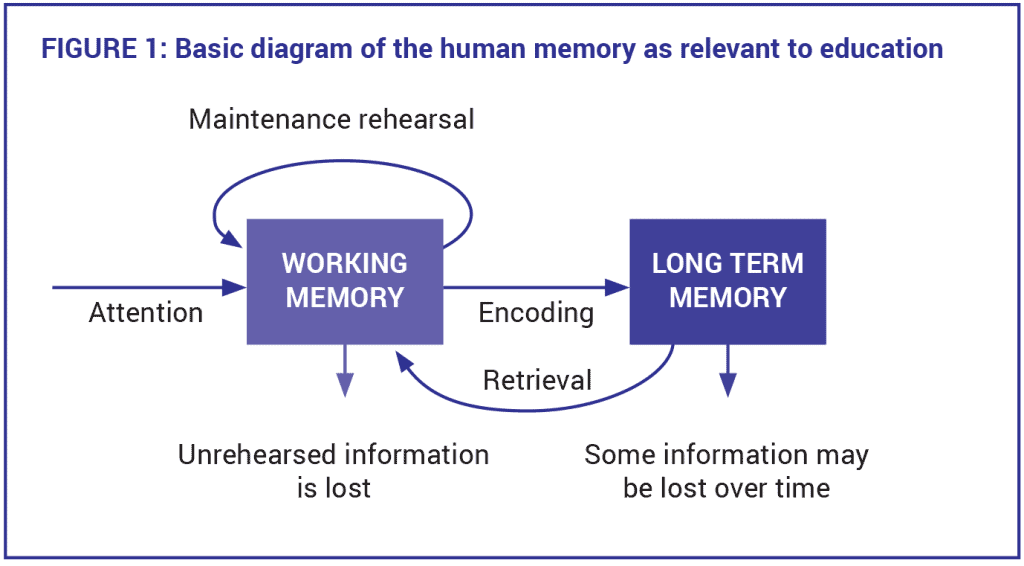 FIGURE 1: Basic diagram of the human memory as relevant to education
Maintenance rehearsal
WORKING
MEMORY
LONG TERM
MEMORY
Attention
Encoding
Retrieval
Unrehearsed information
is lost
Some information may
be lost over time